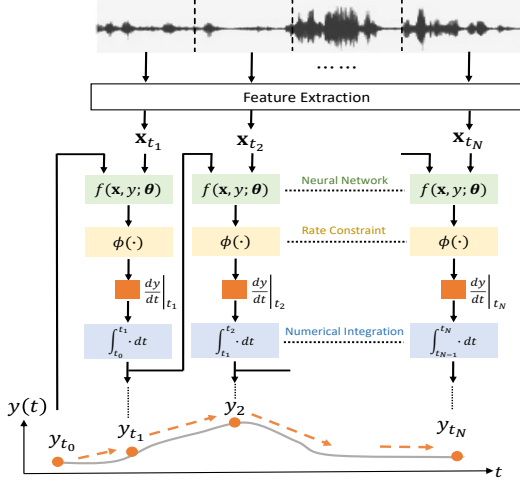 ... ...
Feature Extraction
𝐱_{t_1} 𝐱_{t_2} 𝐱_{t_N}
f(𝐱, y; 𝜽) f(𝐱, y; 𝜽) Neural Network f(𝐱, y; 𝜽)
ϕ(·) ϕ(·) Rate Constraint ϕ(·)
dy/dt|_{t_1} dy/dt|_{t_2} dy/dt|_{t_N}
∫_{t_0}^{t_1} · dt ∫_{t_1}^{t_2} · dt Numerical Integration ∫_{t_{N-1}}^{t_N} · dt
y(t)
y_{t_0} y_{t_1} y_2 y_{t_N}
t